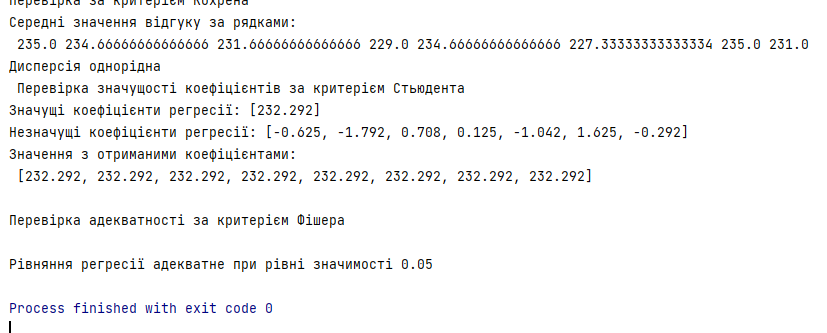 Перевірка за критерієм Кохрена
Середні значення відгуку за рядками:
235.0 234.66666666666666 231.66666666666666 229.0 234.66666666666666 227.33333333333334 235.0 231.0
Дисперсія однорідна
Перевірка значущості коефіцієнтів за критерієм Стьюдента
Значущі коефіцієнти регресії: [232.292]
Незначущі коефіцієнти регресії: [-0.625, -1.792, 0.708, 0.125, -1.042, 1.625, -0.292]
Значення з отриманими коефіцієнтами:
[232.292, 232.292, 232.292, 232.292, 232.292, 232.292, 232.292, 232.292]
Перевірка адекватності за критерієм Фішера
Рівняння регресії адекватне при рівні значимості 0.05
Process finished with exit code 0